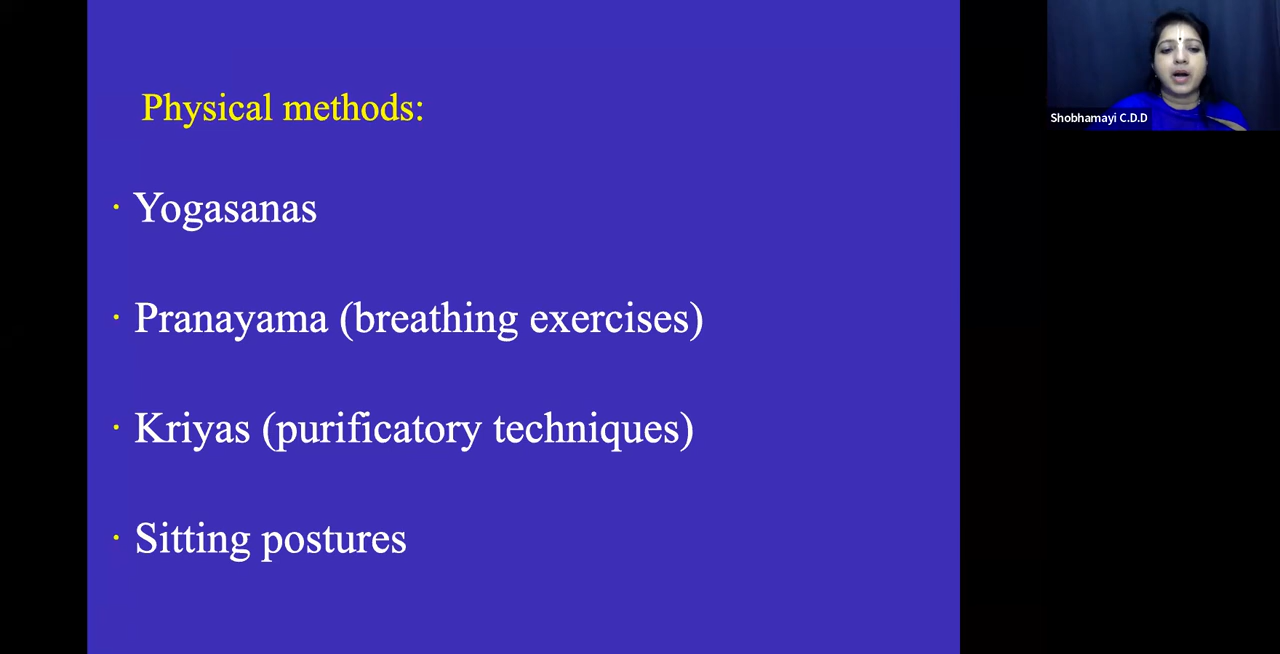 Physical methods:
· Yogasanas
· Pranayama (breathing exercises)
· Kriyas (purificatory techniques)
· Sitting postures
Shobhamayi C.D.D